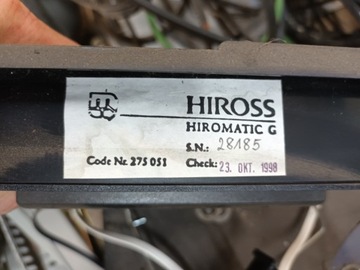 HIROSS
HIROMATIC G
S.N.: 28185
Code Nr. 275 051 Check: 23. OKT. 1998